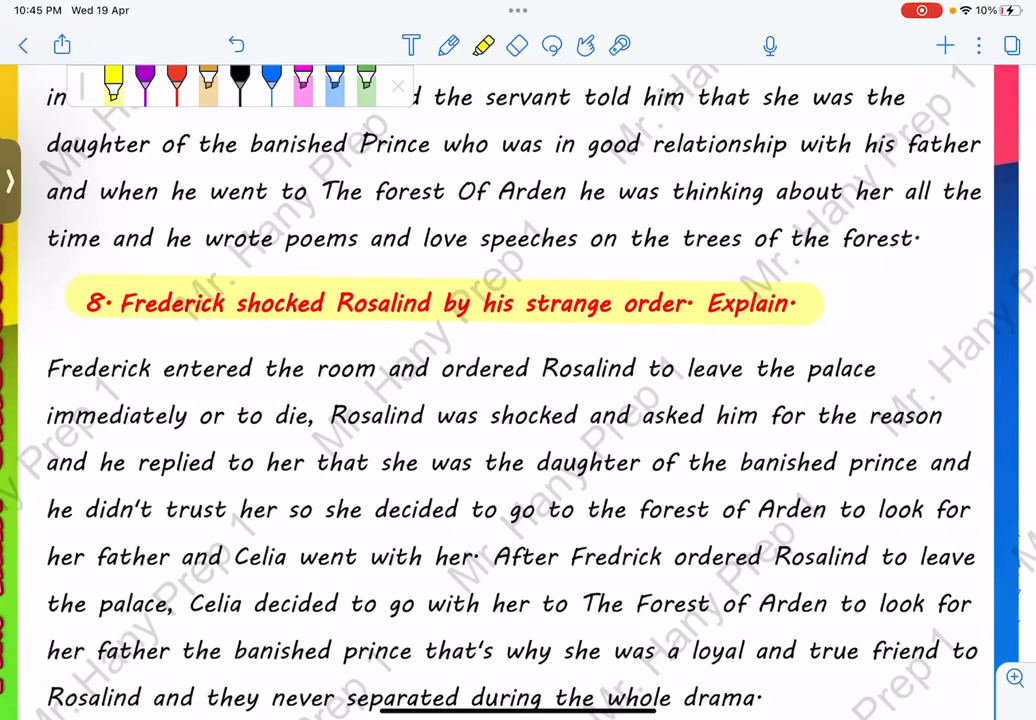 10:45 PM Wed 19 Apr 10%
in d the servant told him that she was the
daughter of the banished Prince who was in good relationship with his father
and when he went to The forest Of Arden he was thinking about her all the
time and he wrote poems and love speeches on the trees of the forest.
8. Frederick shocked Rosalind by his strange order. Explain.
Frederick entered the room and ordered Rosalind to leave the palace
immediately or to die, Rosalind was shocked and asked him for the reason
and he replied to her that she was the daughter of the banished prince and
he didn't trust her so she decided to go to the forest of Arden to look for
her father and Celia went with her. After Fredrick ordered Rosalind to leave
the palace, Celia decided to go with her to The Forest of Arden to look for
her father the banished prince that's why she was a loyal and true friend to
Rosalind and they never separated during the whole drama.
Mr. Hany Prep 1